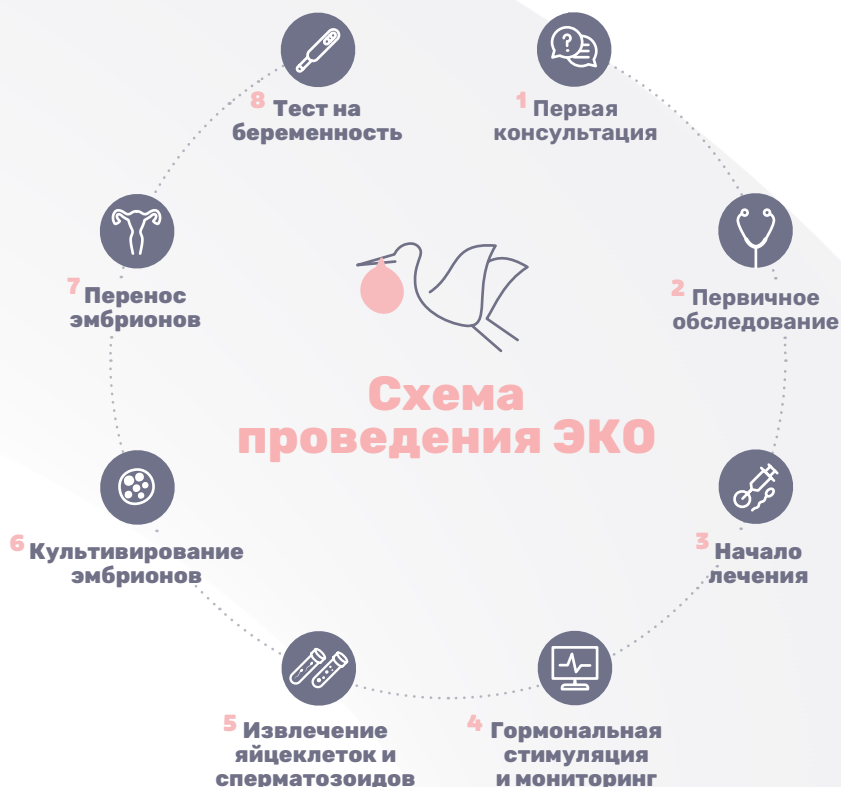 Схема
проведения ЭКО
1 Первая
консультация
2 Первичное
обследование
3 Начало
лечения
4 Гормональная
стимуляция
и мониторинг
5 Извлечение
яйцеклеток и
сперматозоидов
6 Культивирование
эмбрионов
7 Перенос
эмбрионов
8 Тест на
беременность
?